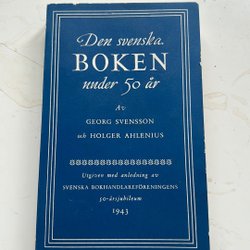 Den svenska
BOKEN
under 50 år
Av
GEORG SVENSSON
och HOLGER AHLENIUS
Utgiven med anledning av
SVENSKA BOKHANDLAREFÖRENINGENS
50-årsjubileum
1943